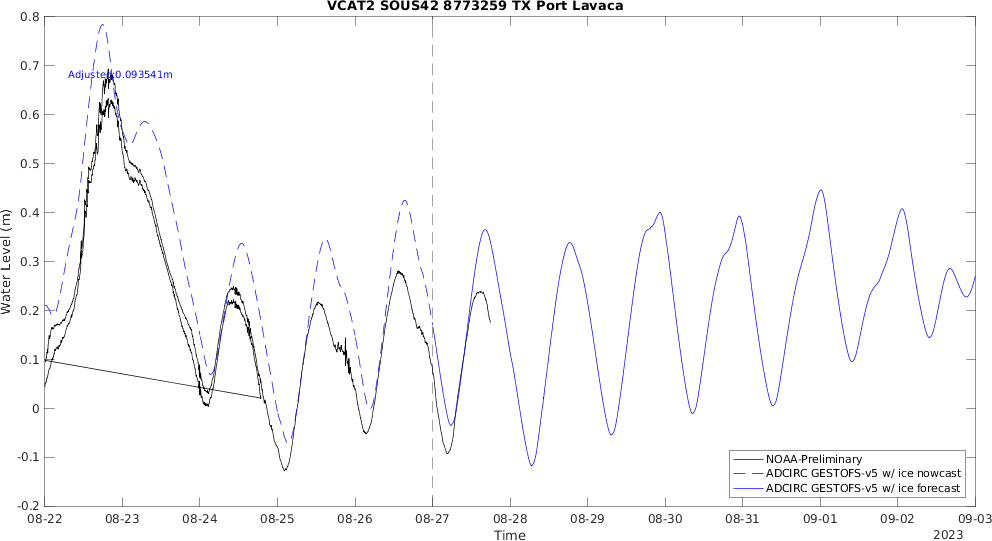 VCAT2 SOUS42 8773259 TX Port Lavaca
0.8
0.7
Adjusted:0.093541m
0.6
0.5
0.4
0.3
0.2
0.1
0
-0.1
-0.2
Water Level (m)
NOAA-Preliminary
ADCIRC GESTOFS-v5 w/ ice nowcast
ADCIRC GESTOFS-v5 w/ ice forecast
08-22 08-23 08-24 08-25 08-26 08-27 08-28 08-29 08-30 08-31 09-01 09-02 09-03
Time
2023